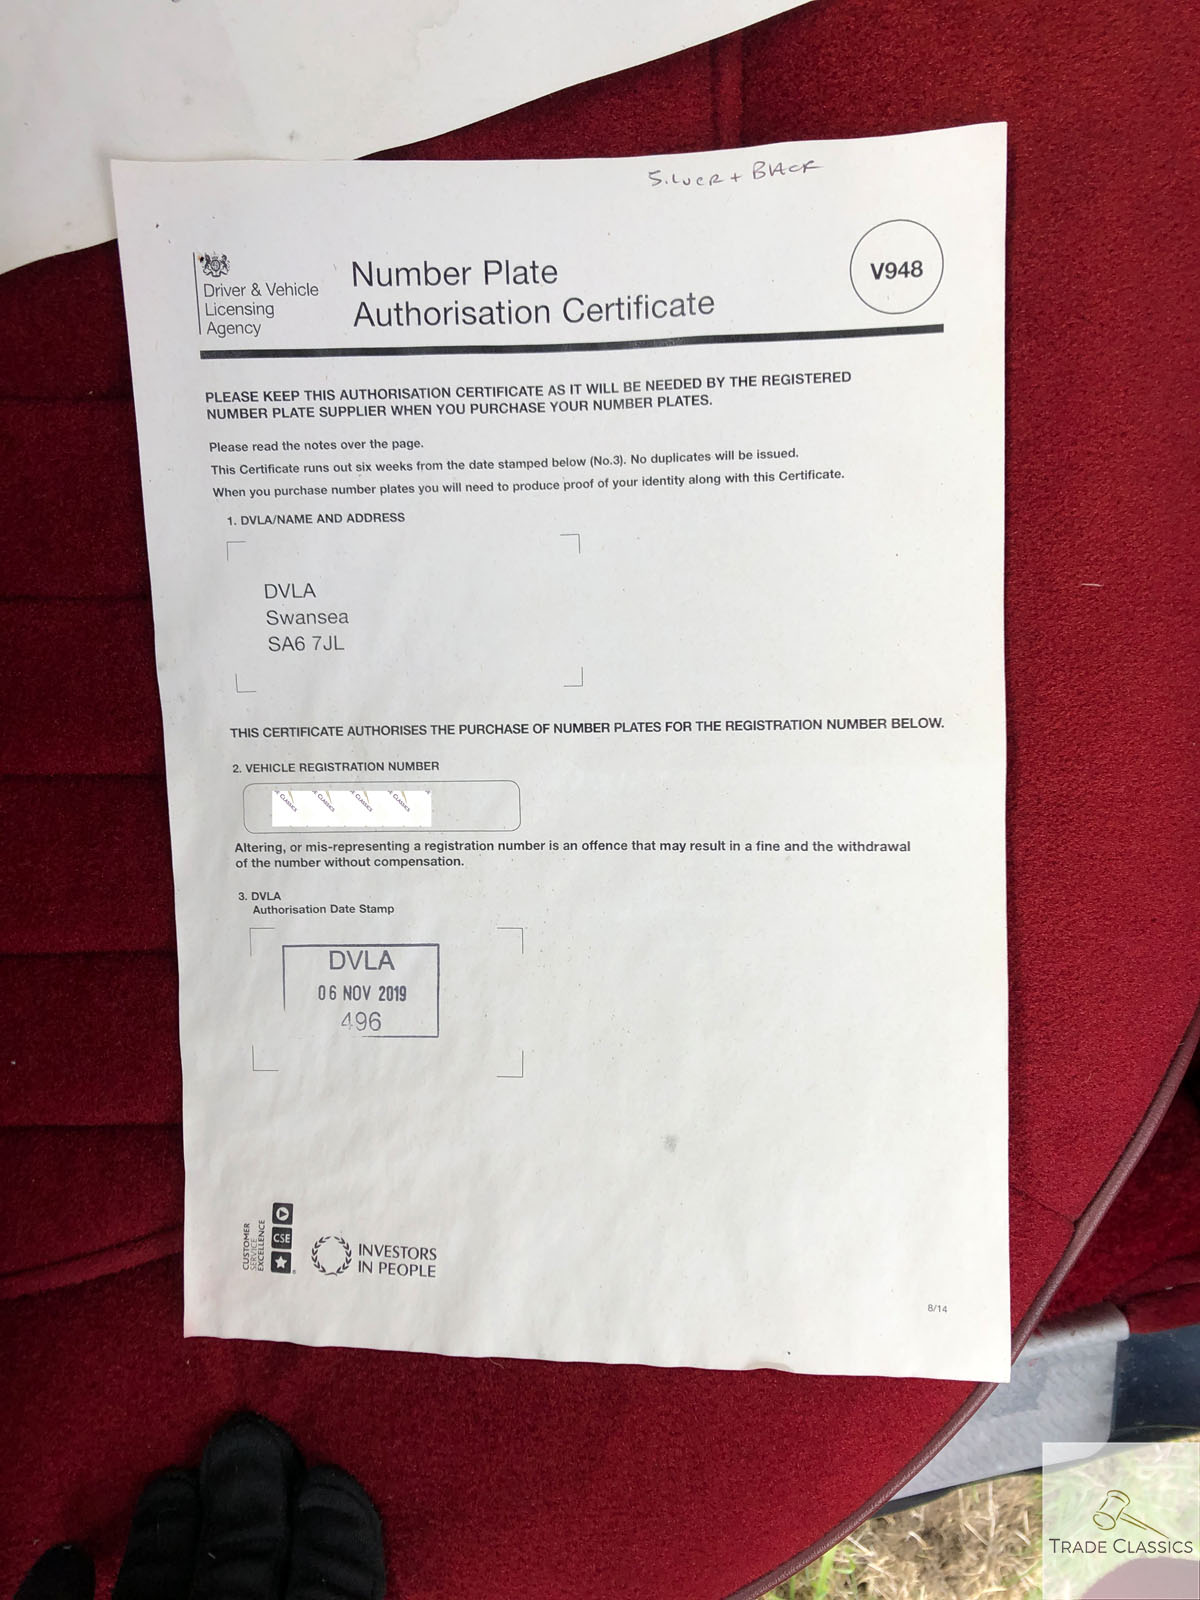 SILVER + BLACK
Driver & Vehicle
Licensing
Agency
Number Plate
Authorisation Certificate
V948
PLEASE KEEP THIS AUTHORISATION CERTIFICATE AS IT WILL BE NEEDED BY THE REGISTERED
NUMBER PLATE SUPPLIER WHEN YOU PURCHASE YOUR NUMBER PLATES.
Please read the notes over the page.
This Certificate runs out six weeks from the date stamped below (No.3). No duplicates will be issued.
When you purchase number plates you will need to produce proof of your identity along with this Certificate.
1. DVLA/NAME AND ADDRESS
DVLA
Swansea
SA6 7JL
THIS CERTIFICATE AUTHORISES THE PURCHASE OF NUMBER PLATES FOR THE REGISTRATION NUMBER BELOW.
2. VEHICLE REGISTRATION NUMBER
CLASSICS CLASSICS CLASSICS CLASSICS
Altering, or mis-representing a registration number is an offence that may result in a fine and the withdrawal
of the number without compensation.
3. DVLA
Authorisation Date Stamp
DVLA
06 NOV 2019
496
CUSTOMER
SERVICE
EXCELLENCE
CSE
INVESTORS
IN PEOPLE
8/14
TRADE CLASSICS